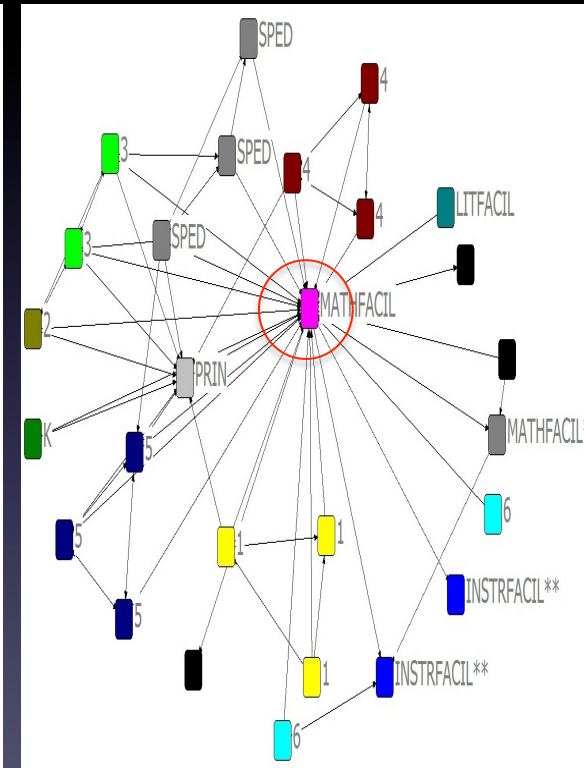 SPED
4
3
SPED
4
LITFACIL
4
SPED
3
MATHFACIL
2
PRIN
MATHFACIL*
K
5
6
5
1
1
INSTRFACIL**
5
INSTRFACIL**
1
6